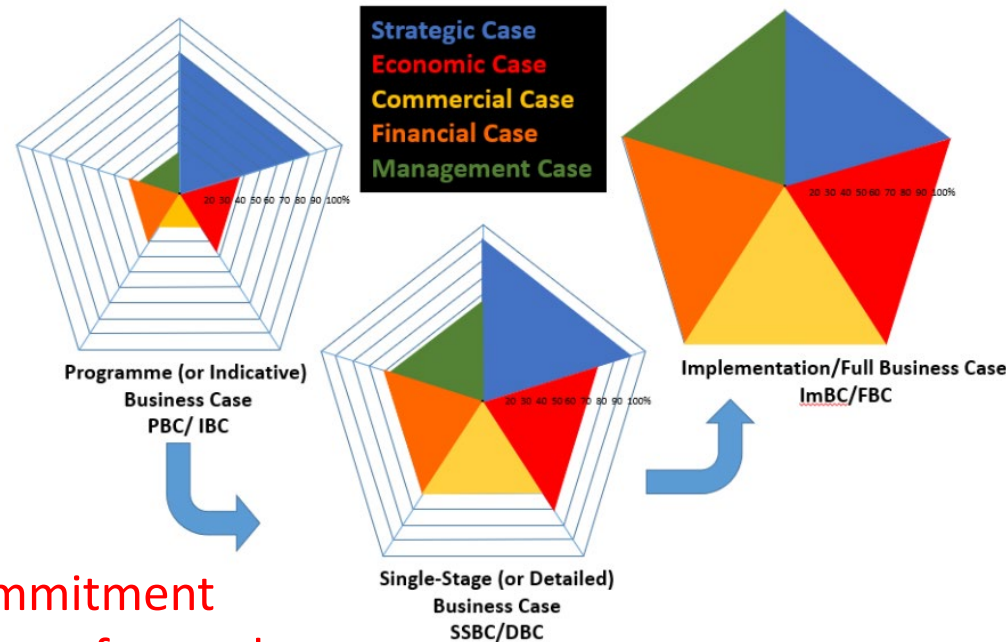 Strategic Case
Economic Case
Commercial Case
Financial Case
Management Case
20 30 40 50 60 70 80 90 100%
Programme (or Indicative)
Business Case
PBC/ IBC
20 30 40 50 60 70 80 90 100%
Single-Stage (or Detailed)
Business Case
SSBC/DBC
20 30 40 50 60 70 80 90 100%
Implementation/Full Business Case
ImBC/FBC
mmitment